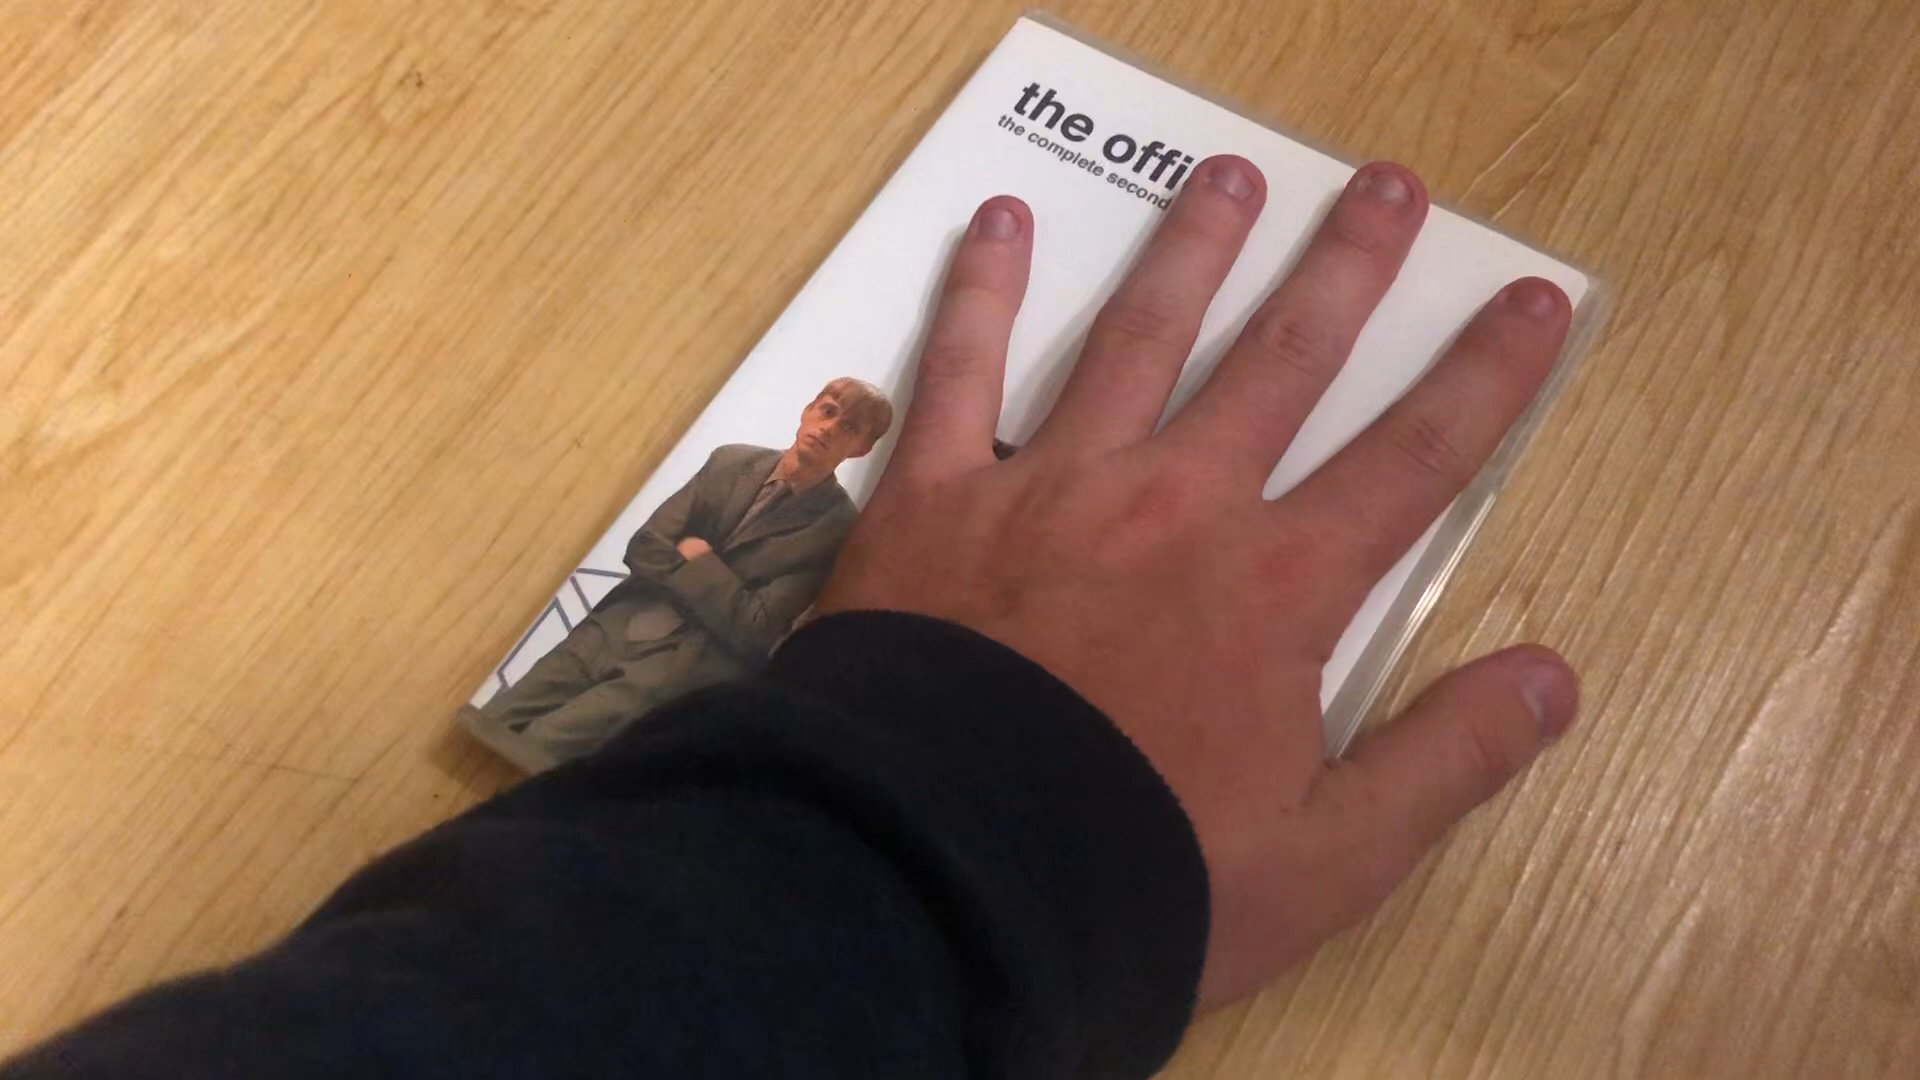 the offi
the complete second